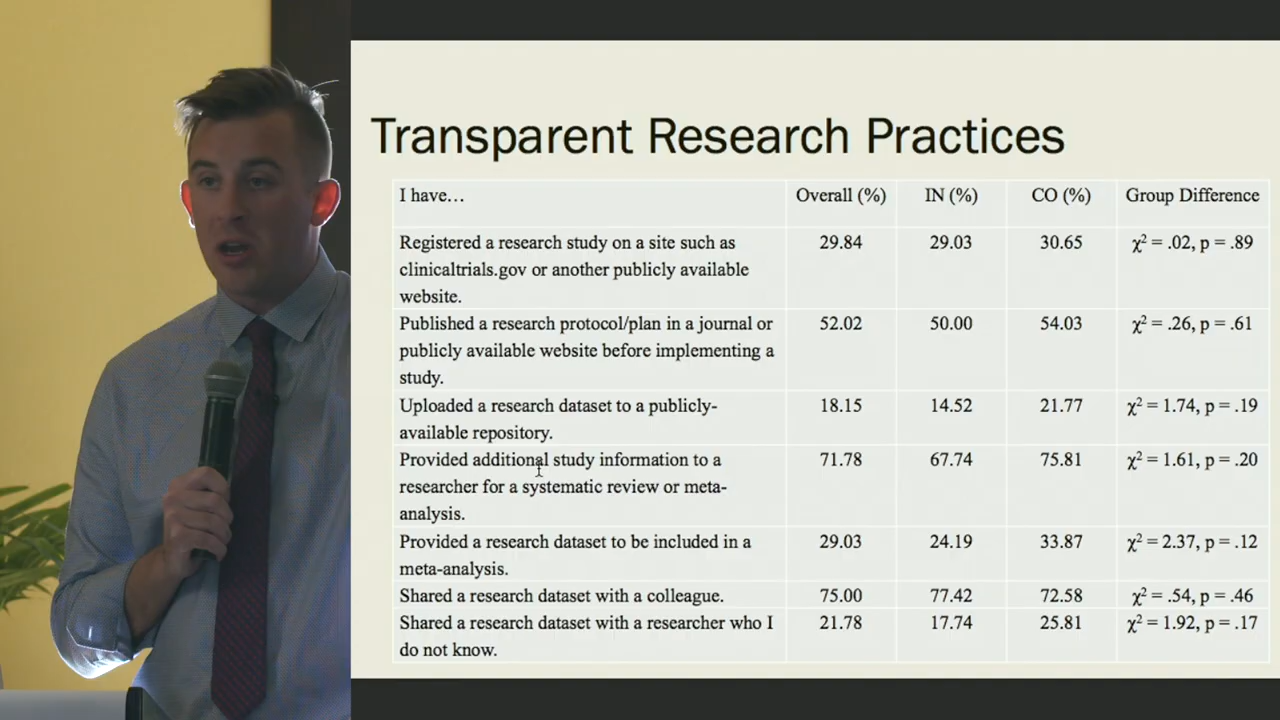 Transparent Research Practices
I have… Overall (%) IN (%) CO (%) Group Difference
Registered a research study on a site such as 29.84 29.03 30.65 χ² = .02, p = .89
clinicaltrials.gov or another publicly available
website.
Published a research protocol/plan in a journal or 52.02 50.00 54.03 χ² = .26, p = .61
publicly available website before implementing a
study.
Uploaded a research dataset to a publicly- 18.15 14.52 21.77 χ² = 1.74, p = .19
available repository.
Provided additional study information to a 71.78 67.74 75.81 χ² = 1.61, p = .20
researcher for a systematic review or meta-
analysis.
Provided a research dataset to be included in a 29.03 24.19 33.87 χ² = 2.37, p = .12
meta-analysis.
Shared a research dataset with a colleague. 75.00 77.42 72.58 χ² = .54, p = .46
Shared a research dataset with a researcher who I 21.78 17.74 25.81 χ² = 1.92, p = .17
do not know.